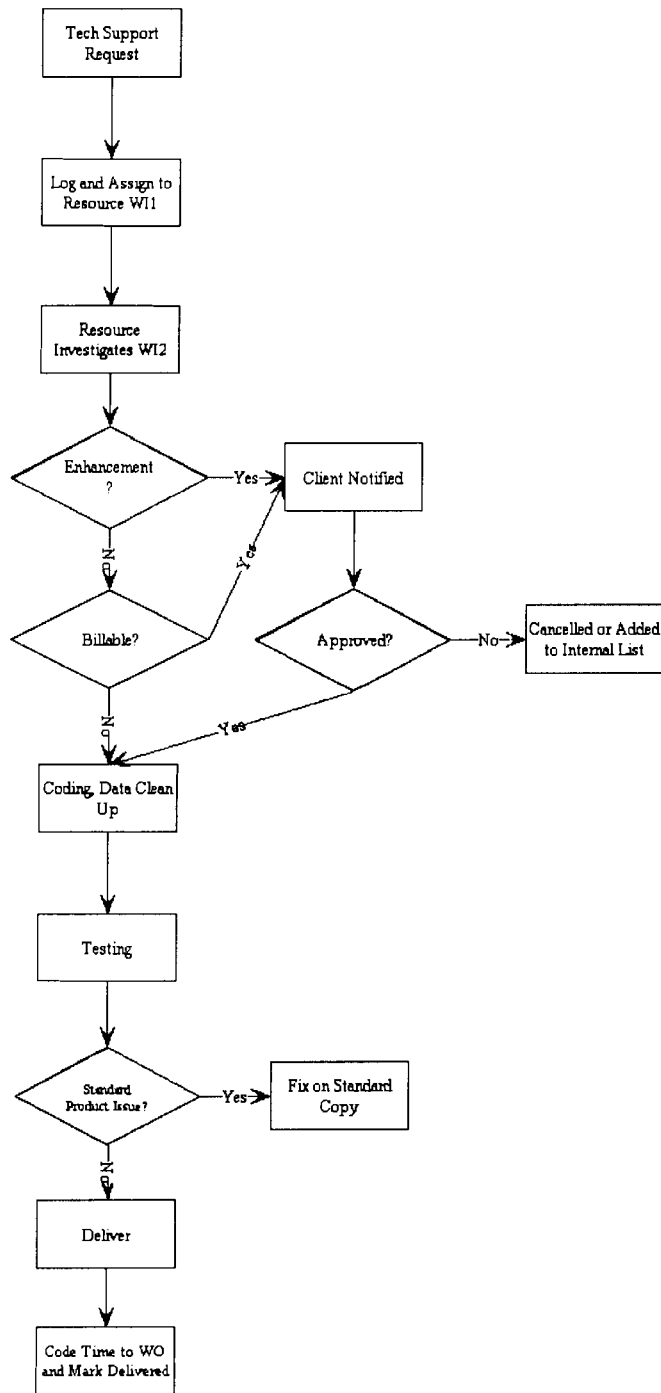 Tech Support
Request
Log and Assign to
Resource WI1
Resource
Investigates WI2
Enhancement
?
Yes
Client Notified
No
Yes
Billable?
Approved?
No
Cancelled or Added
to Internal List
No
Yes
Coding, Data Clean
Up
Testing
Standard
Product Issue?
Yes
Fix on Standard
Copy
No
Deliver
Code Time to WO
and Mark Delivered